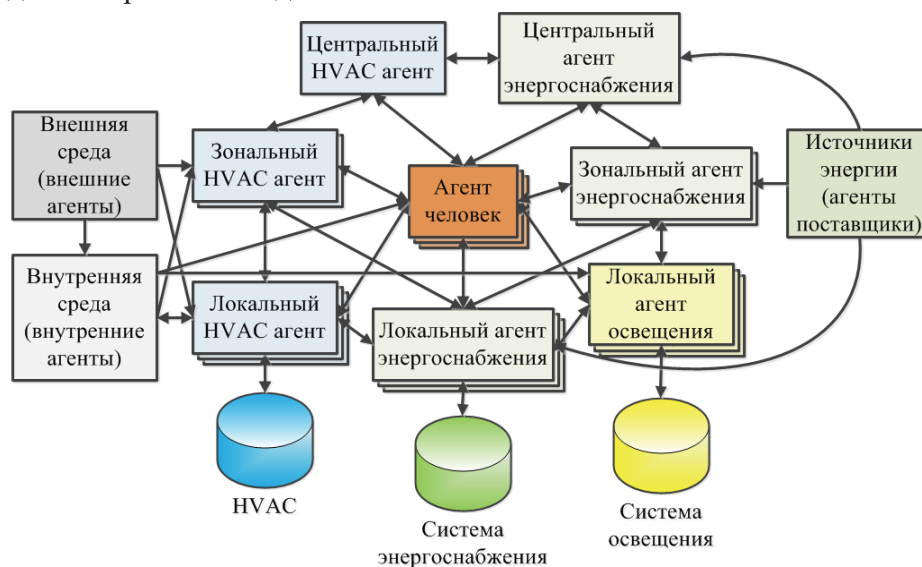 Центральный
HVAC агент
Центральный
агент
энергоснабжения
Внешняя
среда
(внешние
агенты)
Зональный
HVAC агент
Агент
человек
Зональный агент
энергоснабжения
Источники
энергии
(агенты
поставщики)
Внутренняя
среда
(внутренние
агенты)
Локальный
HVAC агент
Локальный агент
энергоснабжения
Локальный
агент
освещения
HVAC
Система
энергоснабжения
Система
освещения